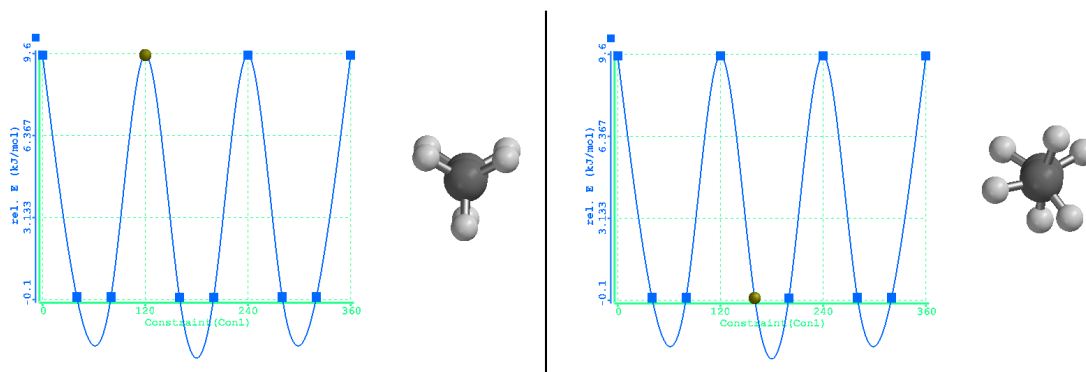 9.6
6.367
3.133
-0.1
rel. E (kJ/mol)
0 120 240 360
Constraint(Con1)
9.6
6.367
3.133
-0.1
rel. E (kJ/mol)
0 120 240 360
Constraint(Con1)